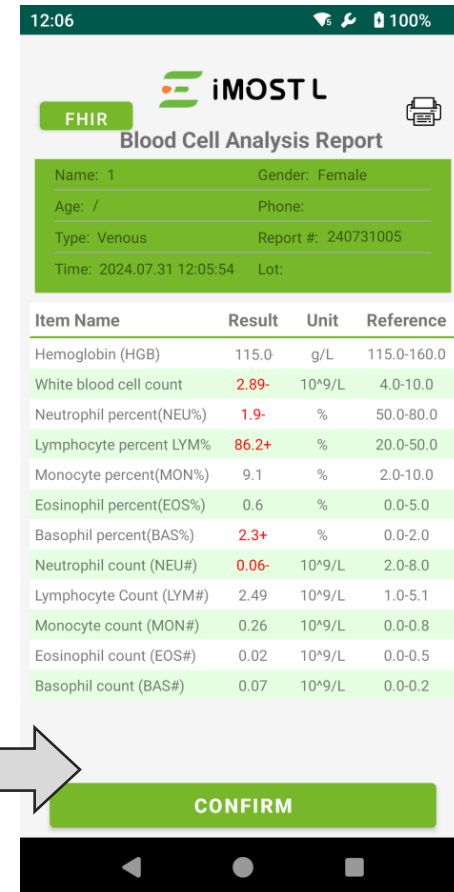 12:06 5 100%
iMOST L
FHIR
Blood Cell Analysis Report
Name: 1 Gender: Female
Age: / Phone:
Type: Venous Report #: 240731005
Time: 2024.07.31 12:05:54 Lot:
Item Name Result Unit Reference
Hemoglobin (HGB) 115.0 g/L 115.0-160.0
White blood cell count 2.89- 10^9/L 4.0-10.0
Neutrophil percent(NEU%) 1.9- % 50.0-80.0
Lymphocyte percent LYM% 86.2+ % 20.0-50.0
Monocyte percent(MON%) 9.1 % 2.0-10.0
Eosinophil percent(EOS%) 0.6 % 0.0-5.0
Basophil percent(BAS%) 2.3+ % 0.0-2.0
Neutrophil count (NEU#) 0.06- 10^9/L 2.0-8.0
Lymphocyte Count (LYM#) 2.49 10^9/L 1.0-5.1
Monocyte count (MON#) 0.26 10^9/L 0.0-0.8
Eosinophil count (EOS#) 0.02 10^9/L 0.0-0.5
Basophil count (BAS#) 0.07 10^9/L 0.0-0.2
CONFIRM